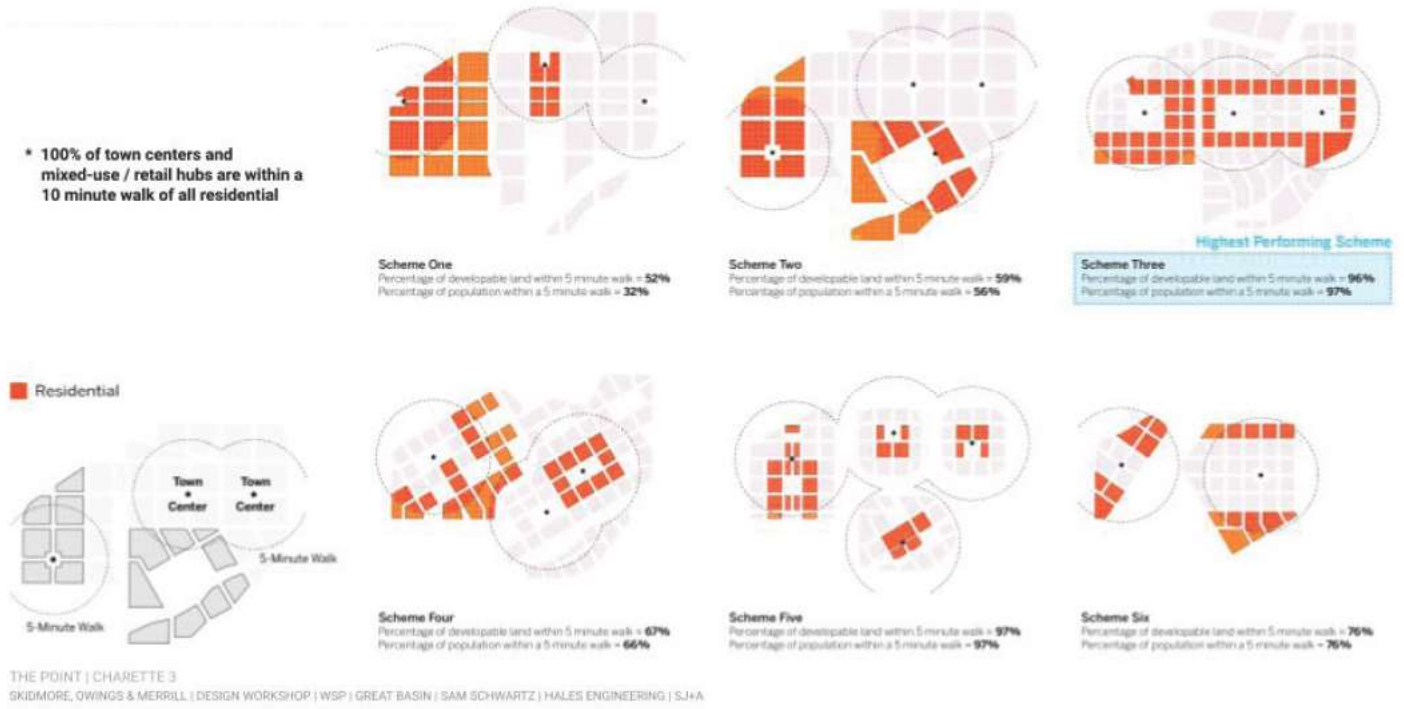 * 100% of town centers and
mixed-use / retail hubs are within a
10 minute walk of all residential
Scheme One
Percentage of developable land within 5 minute walk = 52%
Percentage of population within a 5 minute walk = 32%
Scheme Two
Percentage of developable land within 5 minute walk = 59%
Percentage of population within a 5 minute walk = 56%
Highest Performing Scheme
Scheme Three
Percentage of developable land within 5 minute walk = 96%
Percentage of population within a 5 minute walk = 97%
Residential
Town
Center
Town
Center
5-Minute Walk
5-Minute Walk
Scheme Four
Percentage of developable land within 5 minute walk = 67%
Percentage of population within a 5 minute walk = 66%
Scheme Five
Percentage of developable land within 5 minute walk = 97%
Percentage of population within a 5 minute walk = 97%
Scheme Six
Percentage of developable land within 5 minute walk = 76%
Percentage of population within a 5 minute walk = 76%
THE POINT | CHARETTE 3
SKIDMORE, OWINGS & MERRILL | DESIGN WORKSHOP | WSP | GREAT BASIN | SAM SCHWARTZ | HALES ENGINEERING | SJ+A